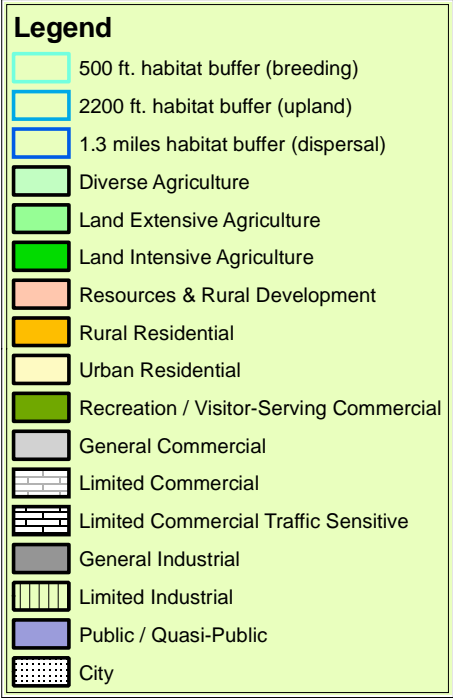 Legend
500 ft. habitat buffer (breeding)
2200 ft. habitat buffer (upland)
1.3 miles habitat buffer (dispersal)
Diverse Agriculture
Land Extensive Agriculture
Land Intensive Agriculture
Resources & Rural Development
Rural Residential
Urban Residential
Recreation / Visitor-Serving Commercial
General Commercial
Limited Commercial
Limited Commercial Traffic Sensitive
General Industrial
Limited Industrial
Public / Quasi-Public
City